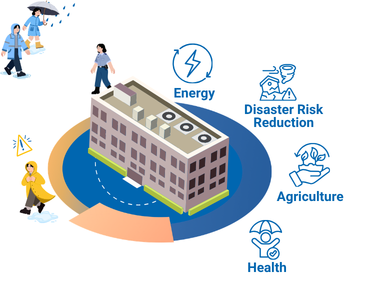 Energy
Disaster Risk
Reduction
Agriculture
Health